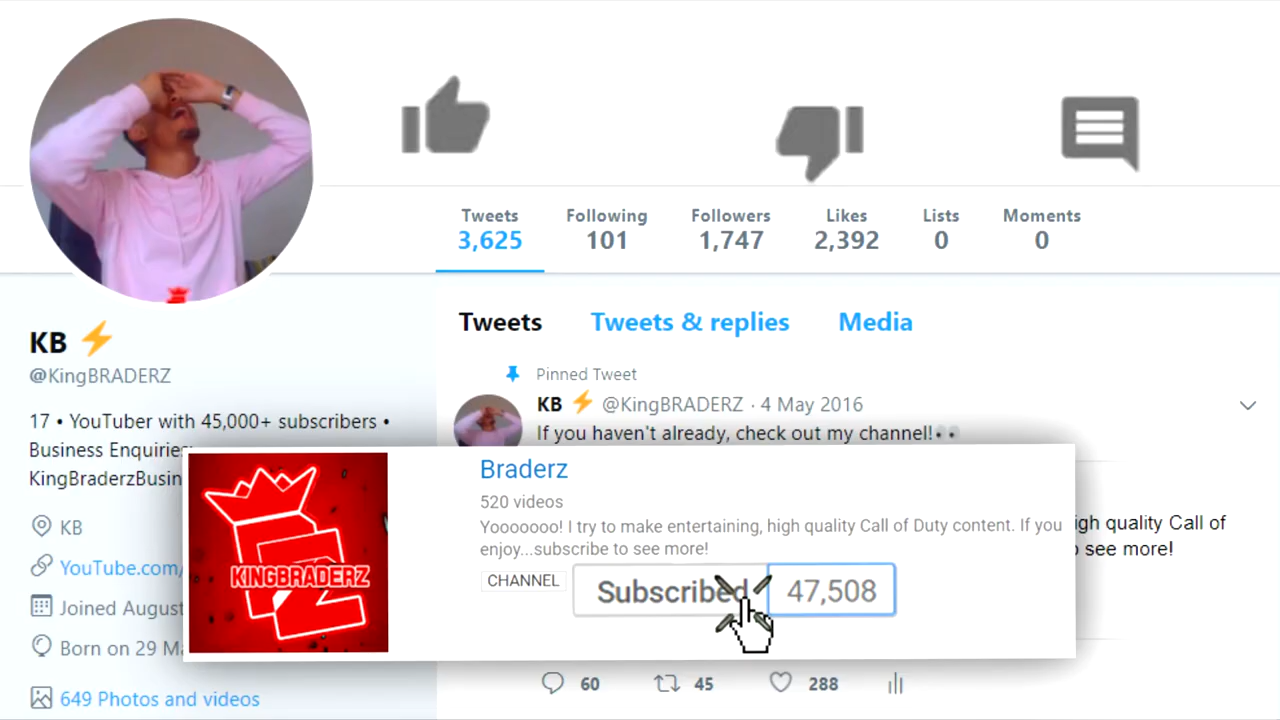 Tweets Following Followers Likes Lists Moments
3,625 101 1,747 2,392 0 0
Tweets Tweets & replies Media
Pinned Tweet
KB ⚡ @KingBRADERZ · 4 May 2016
If you haven't already, check out my channel!👀
KB ⚡
@KingBRADERZ
17 • YouTuber with 45,000+ subscribers •
Business Enquiries
KingBraderzBusin
KB
YouTube.com/
Joined August
Born on 29
649 Photos and videos
KINGBRADERZ
Braderz
520 videos
Yooooooo! I try to make entertaining, high quality Call of Duty content. If you
enjoy...subscribe to see more!
CHANNEL
Subscribed 47,508
igh quality Call of
see more!
60 45 288